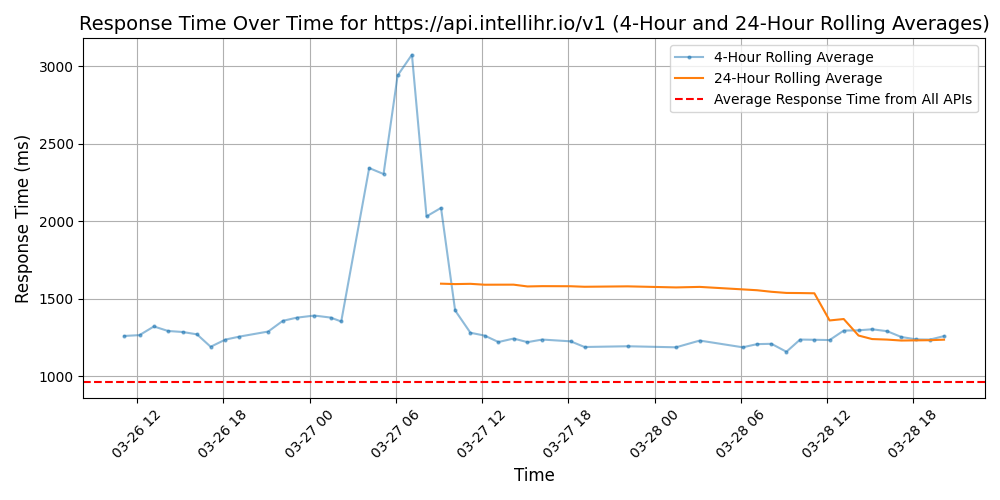 Response Time Over Time for https://api.intellihr.io/v1 (4-Hour and 24-Hour Rolling Averages)
4-Hour Rolling Average
24-Hour Rolling Average
Average Response Time from All APIs
Response Time (ms)
3000
2500
2000
1500
1000
03-26 12
03-26 18
03-27 00
03-27 06
03-27 12
03-27 18
03-28 00
03-28 06
03-28 12
03-28 18
Time